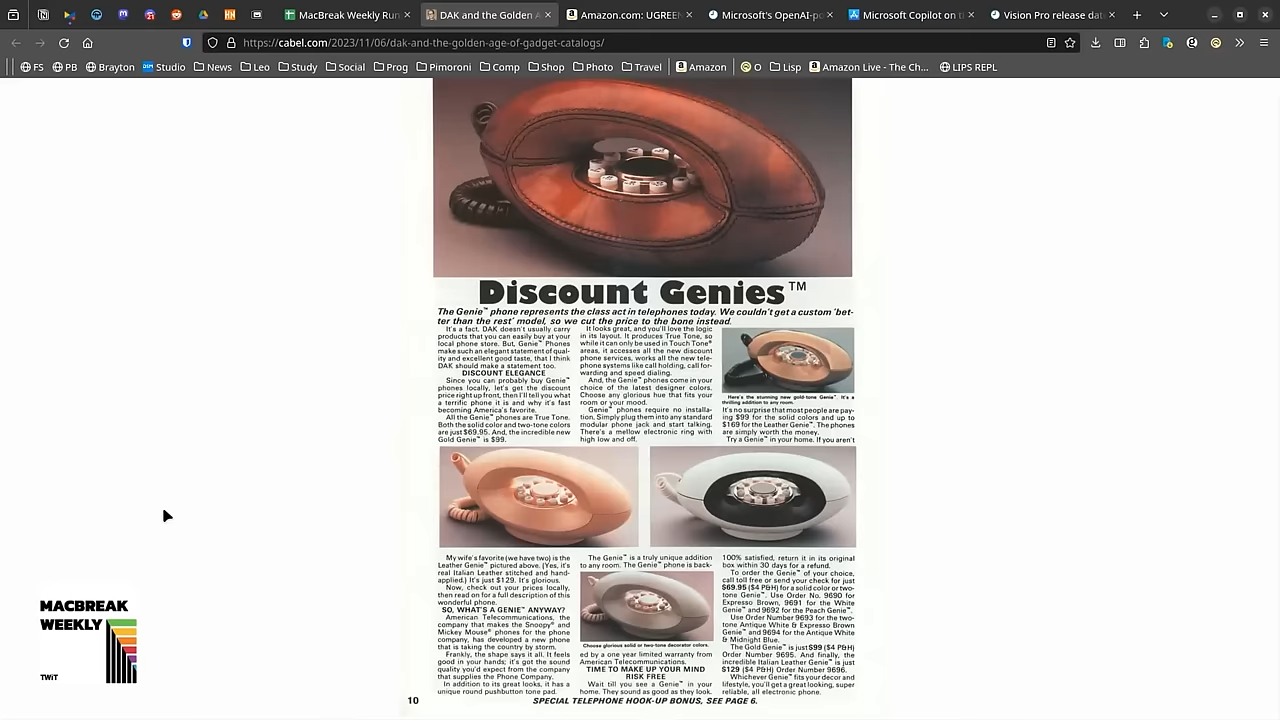 MacBreak Weekly Run
DAK and the Golden A
Amazon.com: UGREEN
Microsoft's OpenAI-po
Microsoft Copilot on t
Vision Pro release dat
https://cabel.com/2023/11/06/dak-and-the-golden-age-of-gadget-catalogs/
FS PB Brayton Studio News Leo Study Social Prog Pimoroni Comp Shop Photo Travel Amazon O Lisp Amazon Live - The Ch... LIPS REPL
Discount Genies™
The Genie™ phone represents the class act in telephones today. We couldn't get a custom 'bet-
ter than the rest' model, so we cut the price to the bone instead.
It's a fact. DAK doesn't usually carry
products that you can easily buy at your
local phone store. But, Genie™ Phones
make such an elegant statement of qual-
ity and excellent good taste, that I think
DAK should make a statement too.
DISCOUNT ELEGANCE
Since you can probably buy Genie™
phones locally, let's get the discount
price right up front, then I'll tell you what
a terrific phone it is and why it's fast
becoming America's favorite.
All the Genie™ phones are True Tone.
Both the solid color and two-tone colors
are just $69.95. And, the incredible new
Gold Genie™ is $99.
It looks great, and you'll love the logic
in its layout. It produces True Tone, so
while it can only be used in Touch Tone®
areas, it accesses all the new discount
phone services, works all the new tele-
phone systems like call holding, call for-
warding and speed dialing.
And, the Genie™ phones come in your
choice of the latest designer colors.
Choose any glorious hue that fits your
room or your mood.
Genie™ phones require no installa-
tion, Simply plug them into any standard
modular phone jack and start talking.
There's a mellow electronic ring with
high low and off.
Here's the stunning new gold-tone Genie™. It's a
thrilling addition to any room.
It's no surprise that most people are pay-
ing $99 for the solid colors and up to
$169 for the Leather Genie™. The phones
are simply worth the money.
Try a Genie™ in your home. If you aren't
My wife's favorite (we have two) is the
Leather Genie™ pictured above. (Yes, it's
real Italian Leather stitched and hand-
applied.) It's just $129. It's glorious.
Now, check out your prices locally,
then read on for a full description of this
wonderful phone.
SO, WHAT'S A GENIE™ ANYWAY?
American Telecommunications, the
company that makes the Snoopy® and
Mickey Mouse® phones for the phone
company, has developed a new phone
that is taking the country by storm.
Frankly, the shape says it all. It feels
good in your hands; it's got the sound
quality you'd expect from the company
that supplies the Phone Company.
In addition to its great looks, it has a
unique round pushbutton tone pad.
The Genie™ is a truly unique addition
to any room. The Genie™ phone is back-
Choose glorious solid or two-tone decorator colors.
ed by a one year limited warranty from
American Telecommunications.
TIME TO MAKE UP YOUR MIND
RISK FREE
Wait till you see a Genie™ in your
home. They sound as good as they look.
100% satisfied, return it in its original
box within 30 days for a refund.
To order the Genie™ of your choice,
call toll free or send your check for just
$69.95 ($4 P&H) for a solid color or two-
tone Genie™. Use Order No. 9690 for
Expresso Brown, 9691 for the White
Genie™ and 9692 for the Peach Genie™.
Use Order Number 9693 for the two-
tone Antique White & Expresso Brown
Genie™ and 9694 for the Antique White
& Midnight Blue.
The Gold Genie™ is just $99 ($4 P&H)
Order Number 9695. And finally, the
incredible Italian Leather Genie™ is just
$129 ($4 P&H) Order Number 9696.
Whichever Genie™ fits your decor and
lifestyle, you'll get a great looking, super
reliable, all electronic phone.
10
SPECIAL TELEPHONE HOOK-UP BONUS, SEE PAGE 6.
MACBREAK
WEEKLY
TWiT